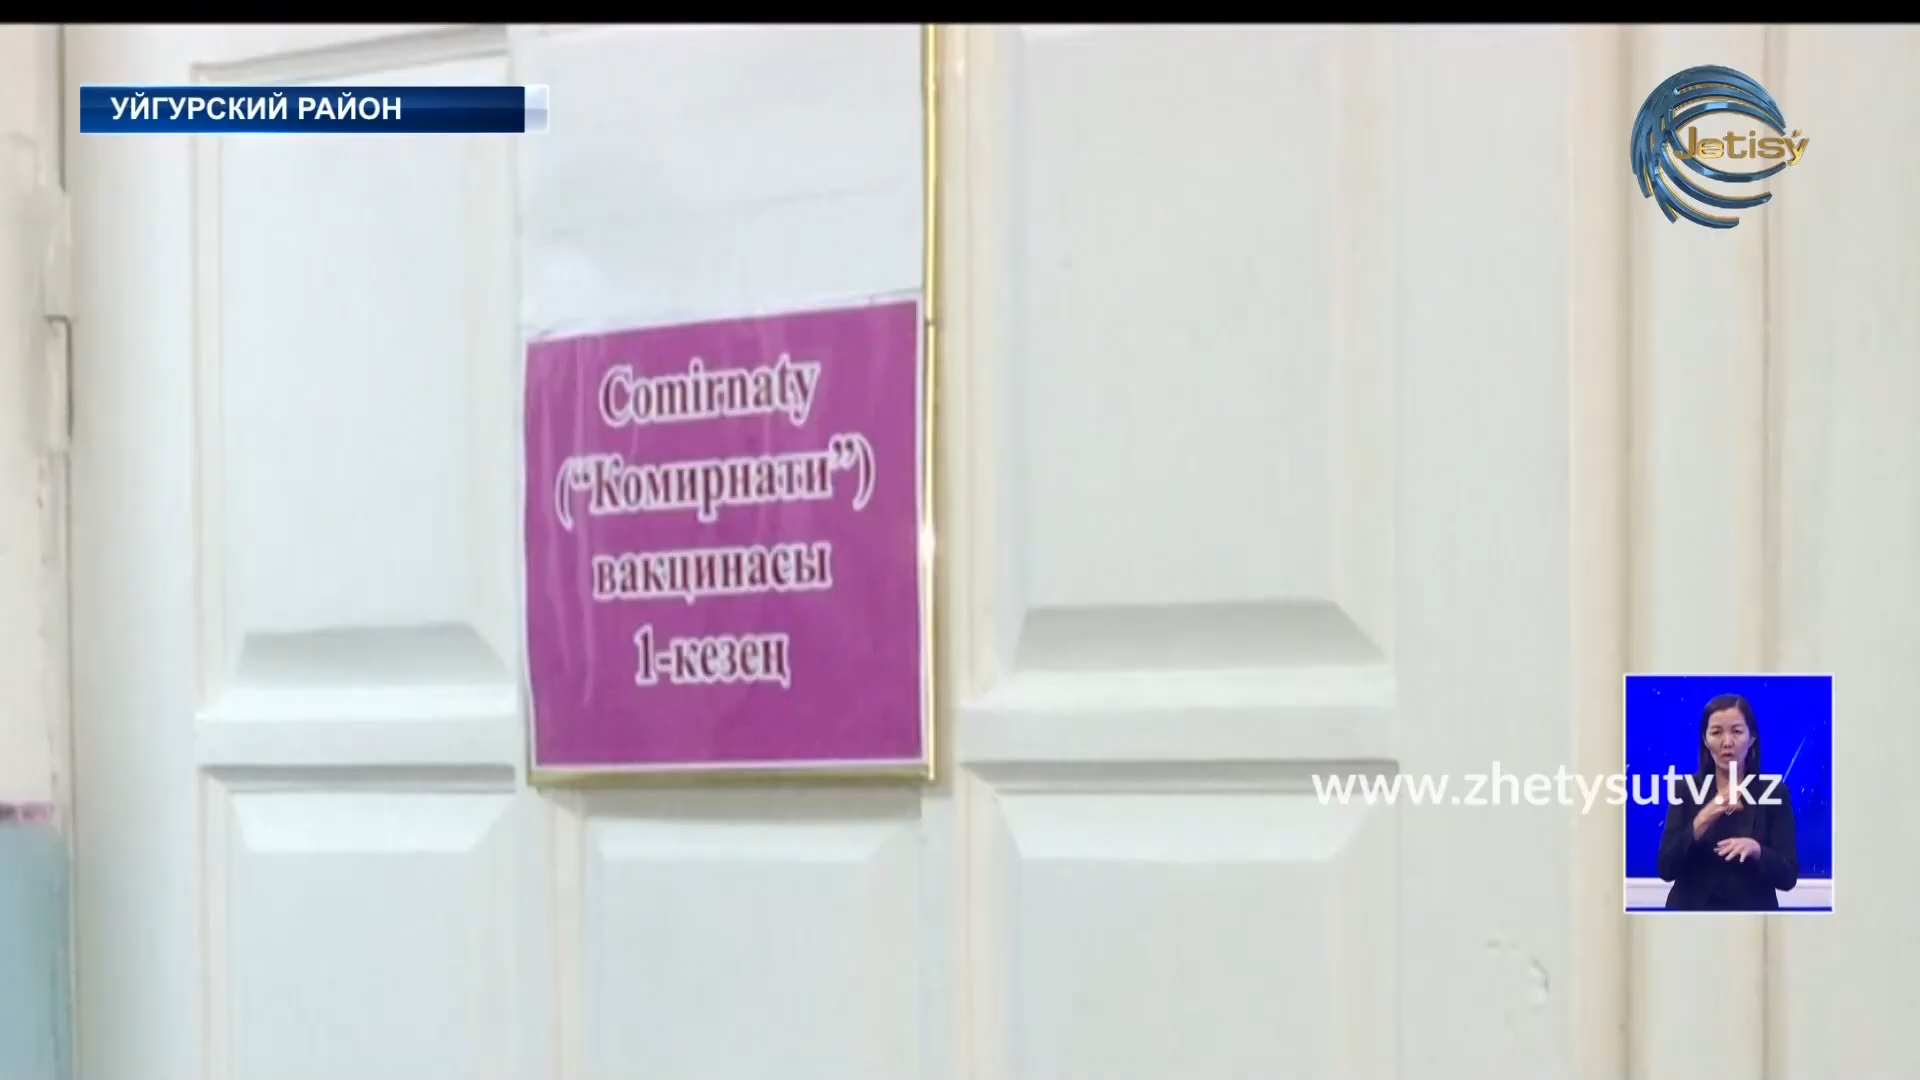 УЙГУРСКИЙ РАЙОН
Jetisý
Comirnaty
(“Комирнати”)
вакцинасы
1-кезең
www.zhetysutv.kz